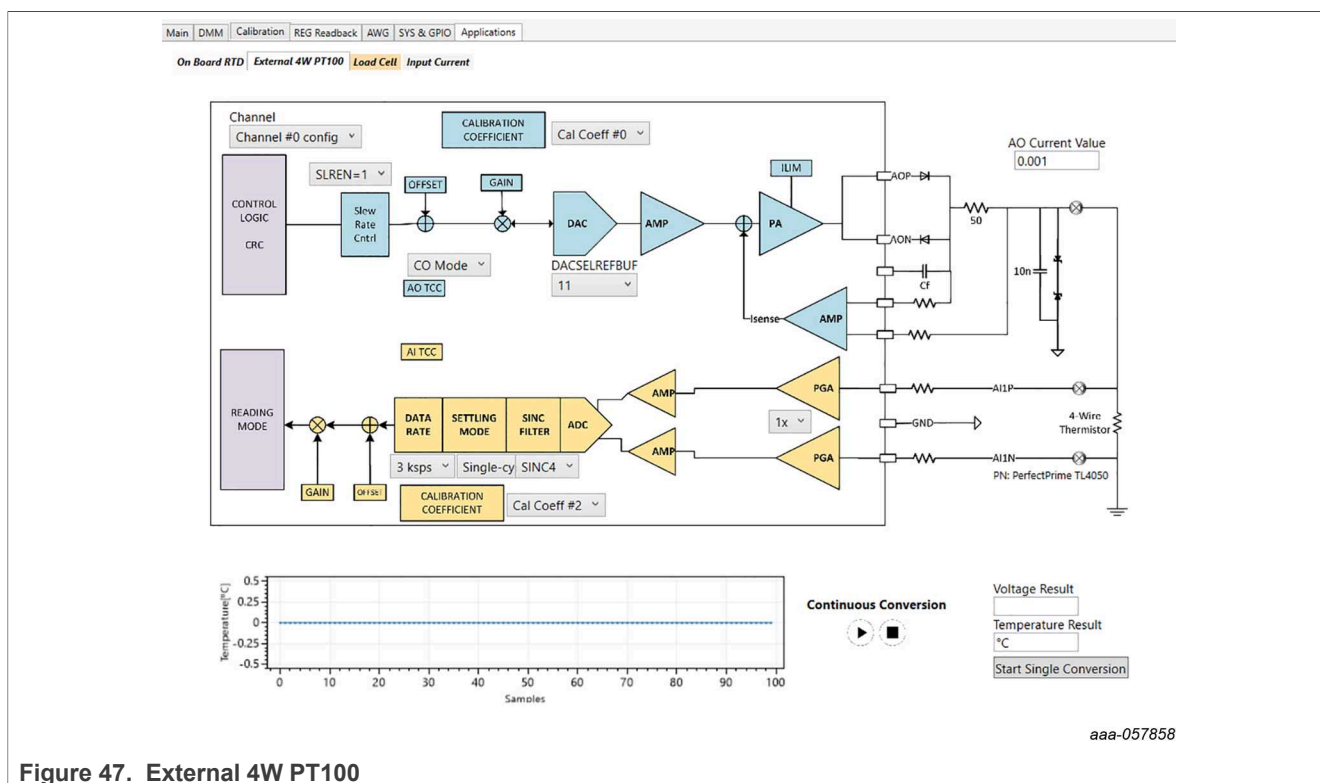 Main DMM Calibration REG Readback AWG SYS & GPIO Applications
On Board RTD External 4W PT100 Load Cell Input Current
Channel
Channel #0 config
CALIBRATION
COEFFICIENT
Cal Coeff #0
AO Current Value
0.001
SLREN=1
OFFSET
GAIN
ILIM
CONTROL
LOGIC
CRC
Slew
Rate
Cntrl
DAC
AMP
PA
AOP
AON
50
CO Mode
AO TCC
DACSELREFBUF
11
Cf
10n
Isense
AMP
AI TCC
READING
MODE
DATA
RATE
SETTLING
MODE
SINC
FILTER
ADC
AMP
AMP
PGA
1x
PGA
AI1P
GND
AI1N
4-Wire
Thermistor
PN: PerfectPrime TL4050
3 ksps
Single-cy
SINC4
GAIN
OFFSET
CALIBRATION
COEFFICIENT
Cal Coeff #2
Temperature[°C]
0.5
0.25
0
-0.25
-0.5
0 10 20 30 40 50 60 70 80 90 100
Samples
Continuous Conversion
Voltage Result
Temperature Result
°C
Start Single Conversion
aaa-057858
Figure 47. External 4W PT100